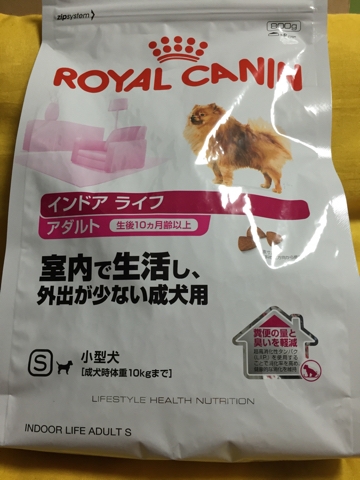 zipsystem
800g
ROYAL CANIN
インドア ライフ
アダルト 生後10ヵ月齢以上
室内で生活し、
外出が少ない成犬用
糞便の量と
臭いを軽減
S 小型犬
[成犬時体重10kgまで]
LIFESTYLE HEALTH NUTRITION
INDOOR LIFE ADULT S